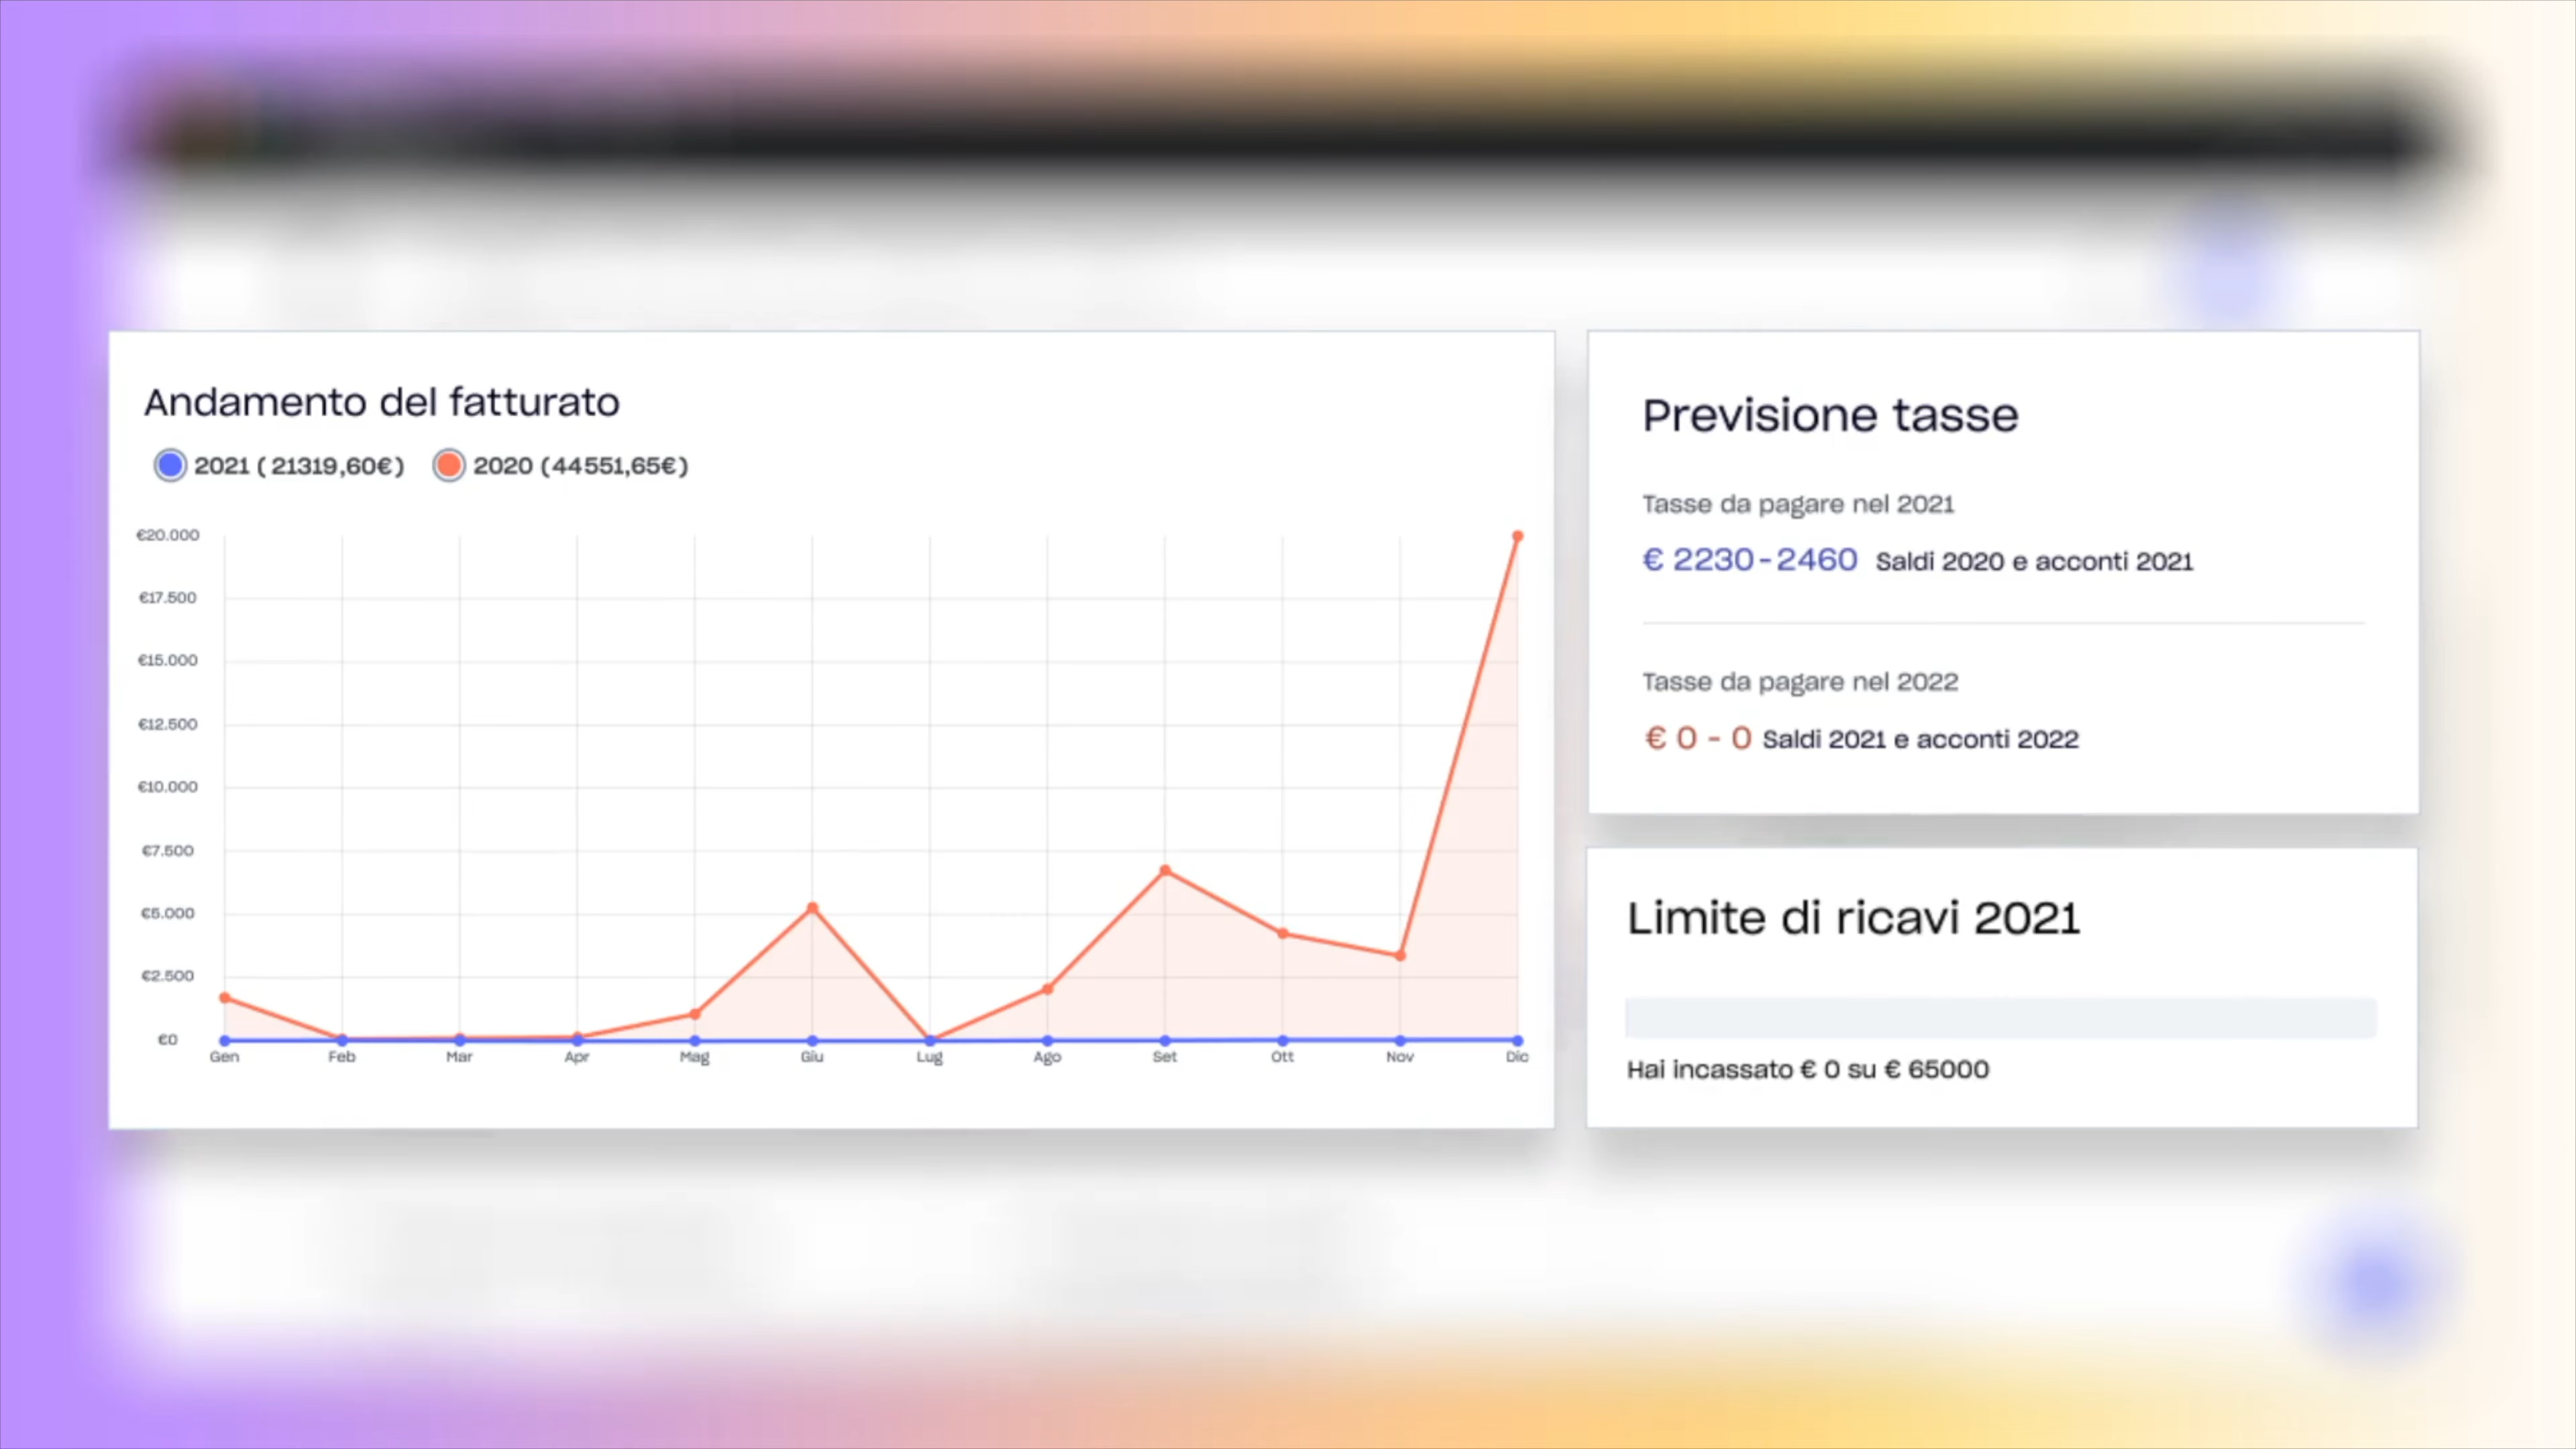 Andamento del fatturato
2021 (21319,60€) 2020 (44551,65€)
€20.000
€17.500
€15.000
€12.500
€10.000
€7.500
€5.000
€2.500
€0
Gen Feb Mar Apr Mag Giu Lug Ago Set Ott Nov Dic
Previsione tasse
Tasse da pagare nel 2021
€ 2230-2460 Saldi 2020 e acconti 2021
Tasse da pagare nel 2022
€ 0 - 0 Saldi 2021 e acconti 2022
Limite di ricavi 2021
Hai incassato € 0 su € 65000